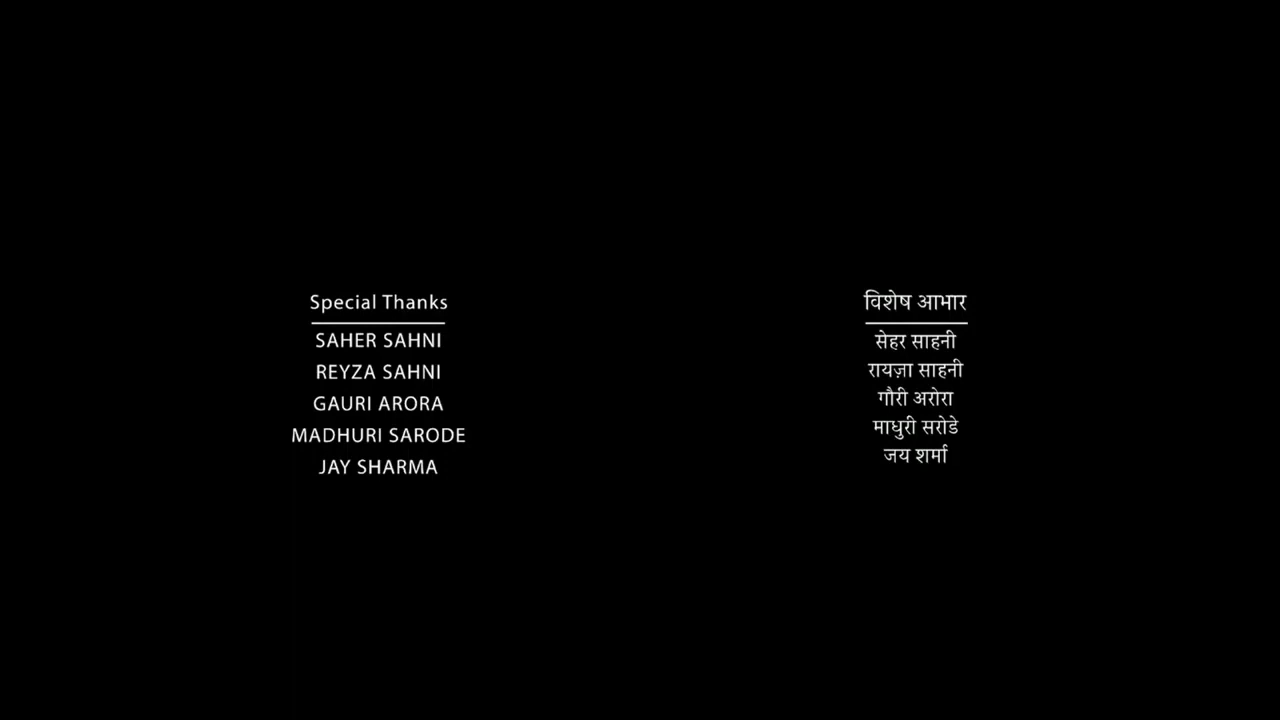 Special Thanks
SAHER SAHNI
REYZA SAHNI
GAURI ARORA
MADHURI SARODE
JAY SHARMA
विशेष आभार
सेहर साहनी
रायज़ा साहनी
गौरी अरोरा
माधुरी सरोडे
जय शर्मा